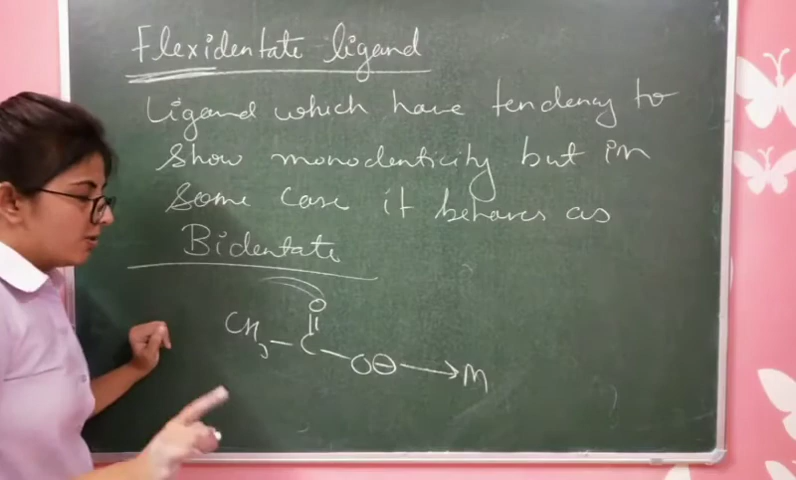 Flexidentate ligand
Ligand which have tendency to
show monodenticity but in
some case it behaves as
Bidentate
O
CH3 - C - O⊖ → M